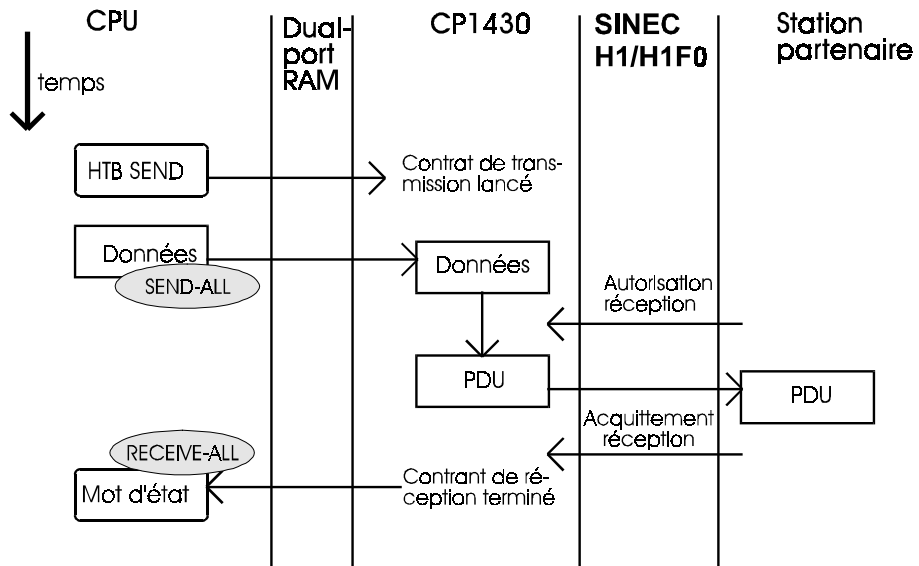 CPU
Dual-
port
RAM
CP1430
SINEC
H1/H1F0
Station
partenaire
temps
HTB SEND
Contrat de trans-
mission lancé
Données
SEND-ALL
Données
Autorisation
réception
PDU
PDU
Acquittement
réception
RECEIVE-ALL
Mot d'état
Contrant de ré-
ception terminé